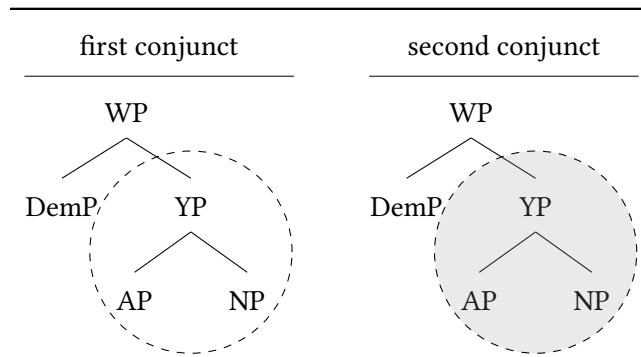 first conjunct second conjunct
WP WP
DemP YP DemP YP
AP NP AP NP